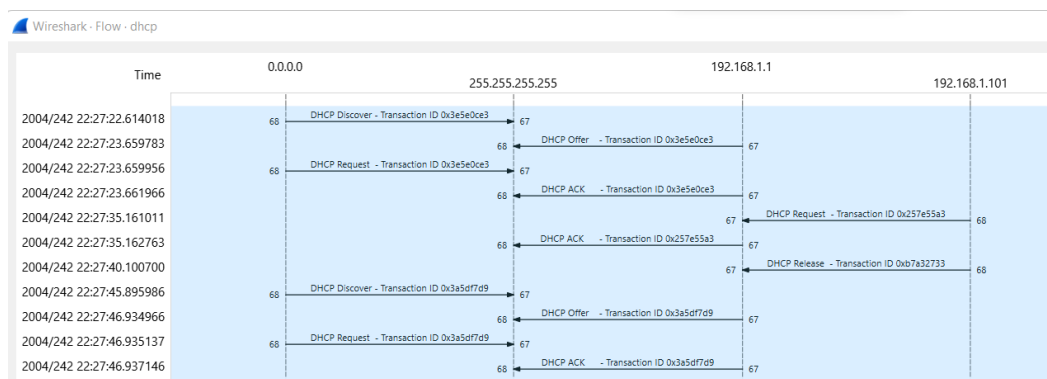 Wireshark · Flow · dhcp
Time 0.0.0.0 192.168.1.1
255.255.255.255 192.168.1.101
2004/242 22:27:22.614018 68 DHCP Discover - Transaction ID 0x3e5e0ce3 67
2004/242 22:27:23.659783 68 DHCP Offer - Transaction ID 0x3e5e0ce3 67
2004/242 22:27:23.659956 68 DHCP Request - Transaction ID 0x3e5e0ce3 67
2004/242 22:27:23.661966 68 DHCP ACK - Transaction ID 0x3e5e0ce3 67
2004/242 22:27:35.161011 67 DHCP Request - Transaction ID 0x257e55a3 68
2004/242 22:27:35.162763 68 DHCP ACK - Transaction ID 0x257e55a3 67
2004/242 22:27:40.100700 67 DHCP Release - Transaction ID 0xb7a32733 68
2004/242 22:27:45.895986 68 DHCP Discover - Transaction ID 0x3a5df7d9 67
2004/242 22:27:46.934966 68 DHCP Offer - Transaction ID 0x3a5df7d9 67
2004/242 22:27:46.935137 68 DHCP Request - Transaction ID 0x3a5df7d9 67
2004/242 22:27:46.937146 68 DHCP ACK - Transaction ID 0x3a5df7d9 67